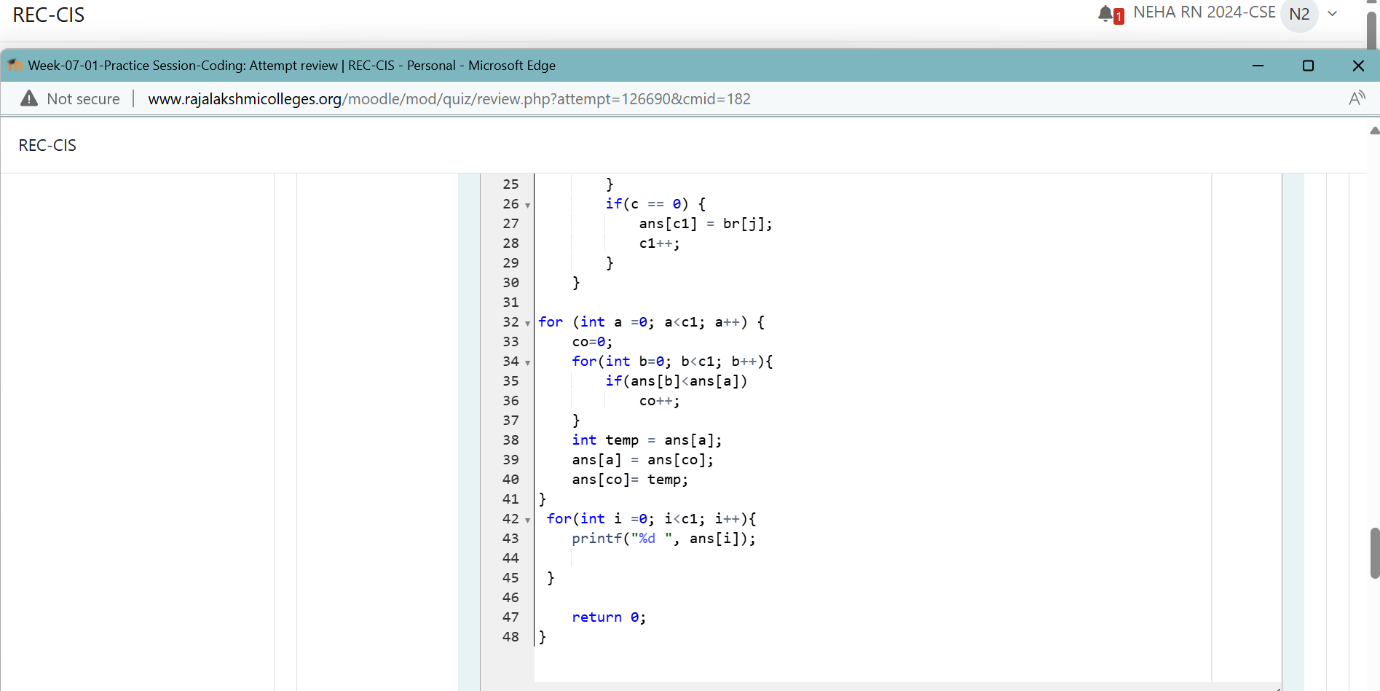 REC-CIS
1 NEHA RN 2024-CSE N2
Week-07-01-Practice Session-Coding: Attempt review | REC-CIS - Personal - Microsoft Edge
Not secure | www.rajalakshmicolleges.org/moodle/mod/quiz/review.php?attempt=126690&cmid=182
REC-CIS
25 }
26 if(c == 0) {
27 ans[c1] = br[j];
28 c1++;
29 }
30 }
31
32 for (int a =0; a<c1; a++) {
33 co=0;
34 for(int b=0; b<c1; b++){
35 if(ans[b]<ans[a])
36 co++;
37 }
38 int temp = ans[a];
39 ans[a] = ans[co];
40 ans[co]= temp;
41 }
42 for(int i =0; i<c1; i++){
43 printf("%d ", ans[i]);
44
45 }
46
47 return 0;
48 }